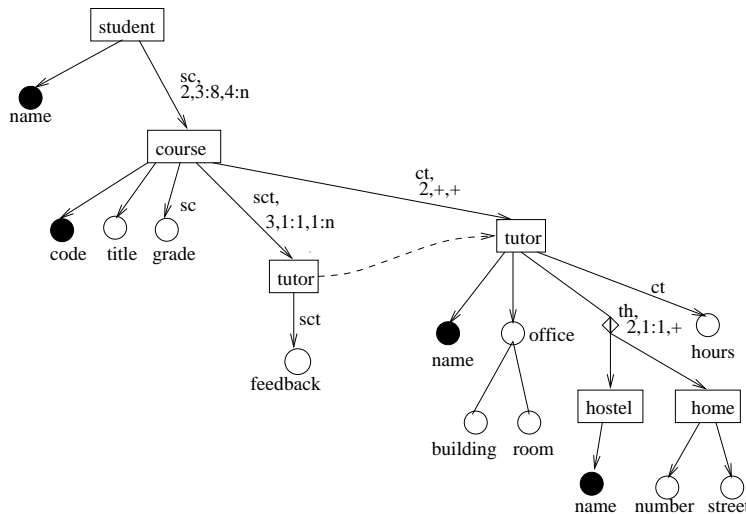 student
sc,
2,3:8,4:n
name
course
ct,
2,+,+
sct,
3,1:1,1:n
sc
code
title
grade
tutor
tutor
ct
th,
2,1:1,+
sct
name
office
hours
feedback
hostel
home
building
room
name
number
street